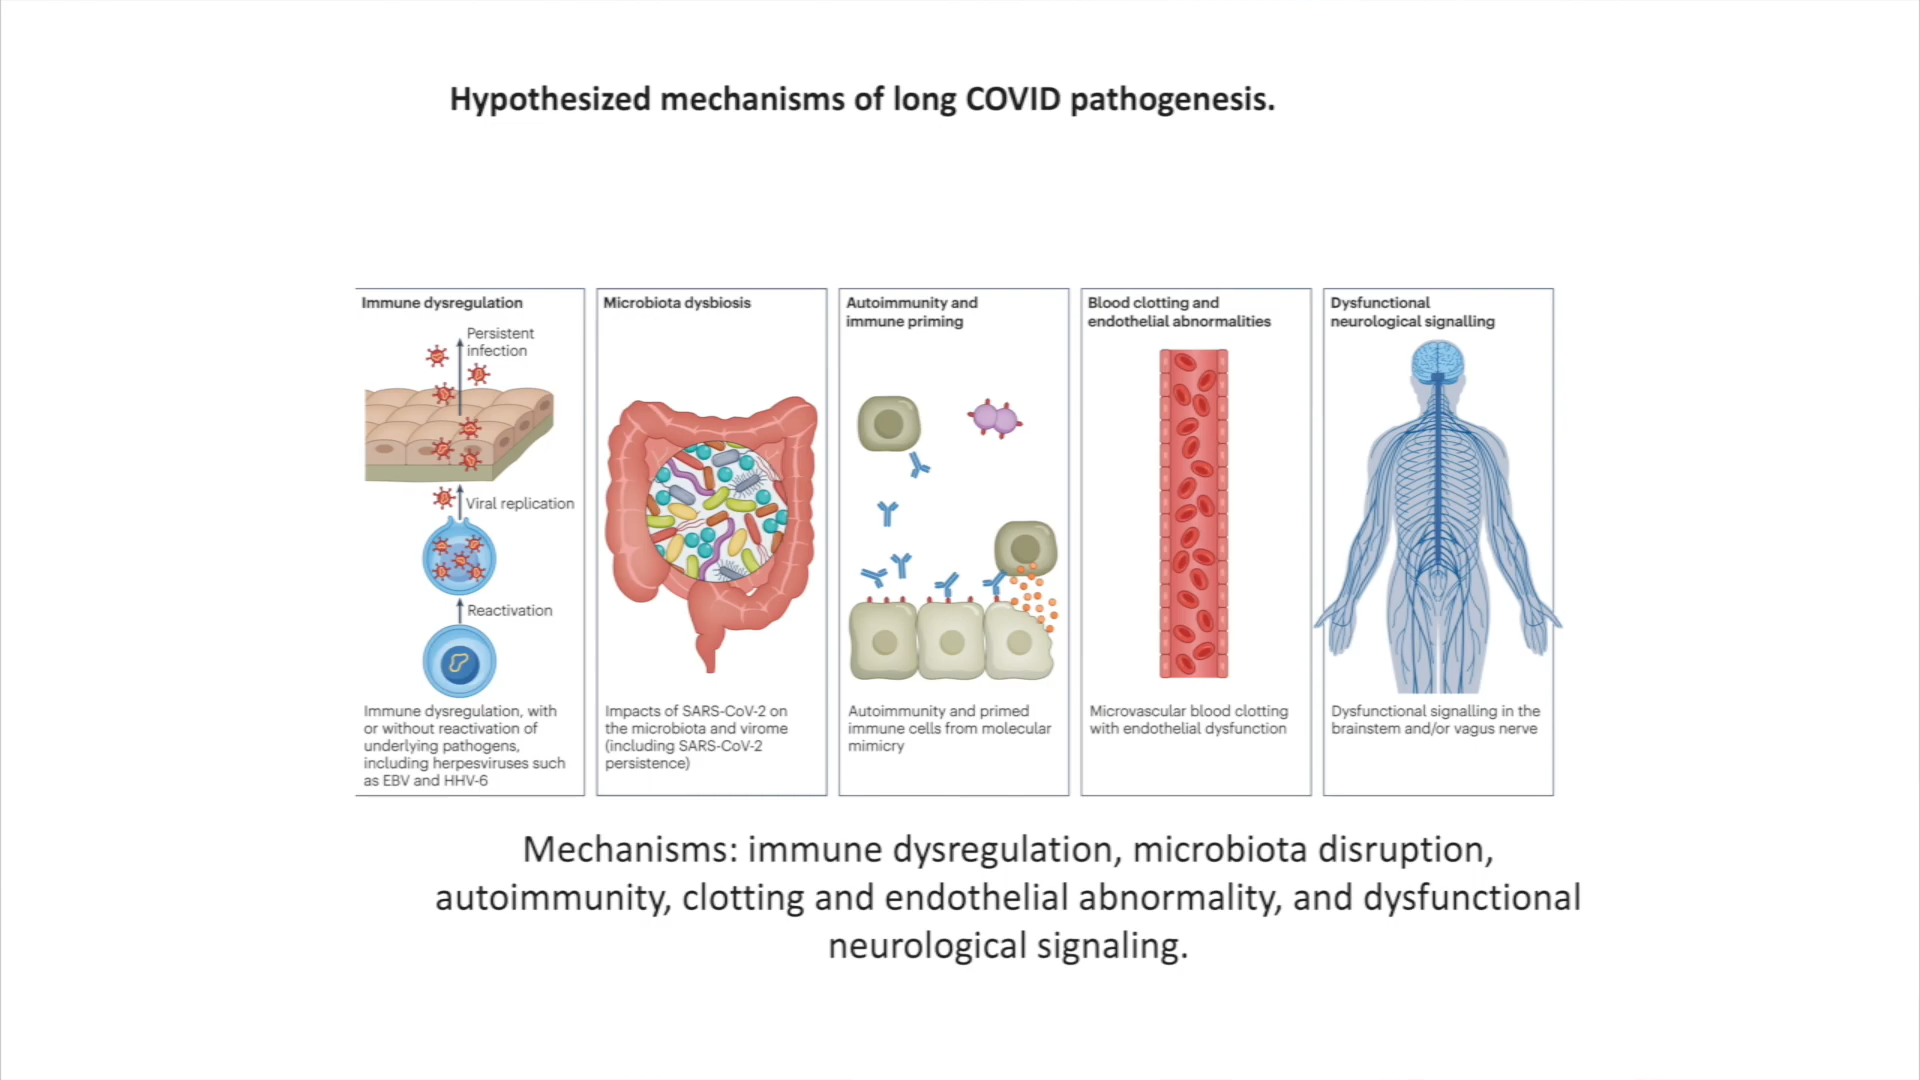 Hypothesized mechanisms of long COVID pathogenesis.
Immune dysregulation
Persistent
infection
Viral replication
Reactivation
Immune dysregulation, with
or without reactivation of
underlying pathogens,
including herpesviruses such
as EBV and HHV-6
Microbiota dysbiosis
Impacts of SARS-CoV-2 on
the microbiota and virome
(including SARS-CoV-2
persistence)
Autoimmunity and
immune priming
Autoimmunity and primed
immune cells from molecular
mimicry
Blood clotting and
endothelial abnormalities
Microvascular blood clotting
with endothelial dysfunction
Dysfunctional
neurological signalling
Dysfunctional signalling in the
brainstem and/or vagus nerve
Mechanisms: immune dysregulation, microbiota disruption,
autoimmunity, clotting and endothelial abnormality, and dysfunctional
neurological signaling.